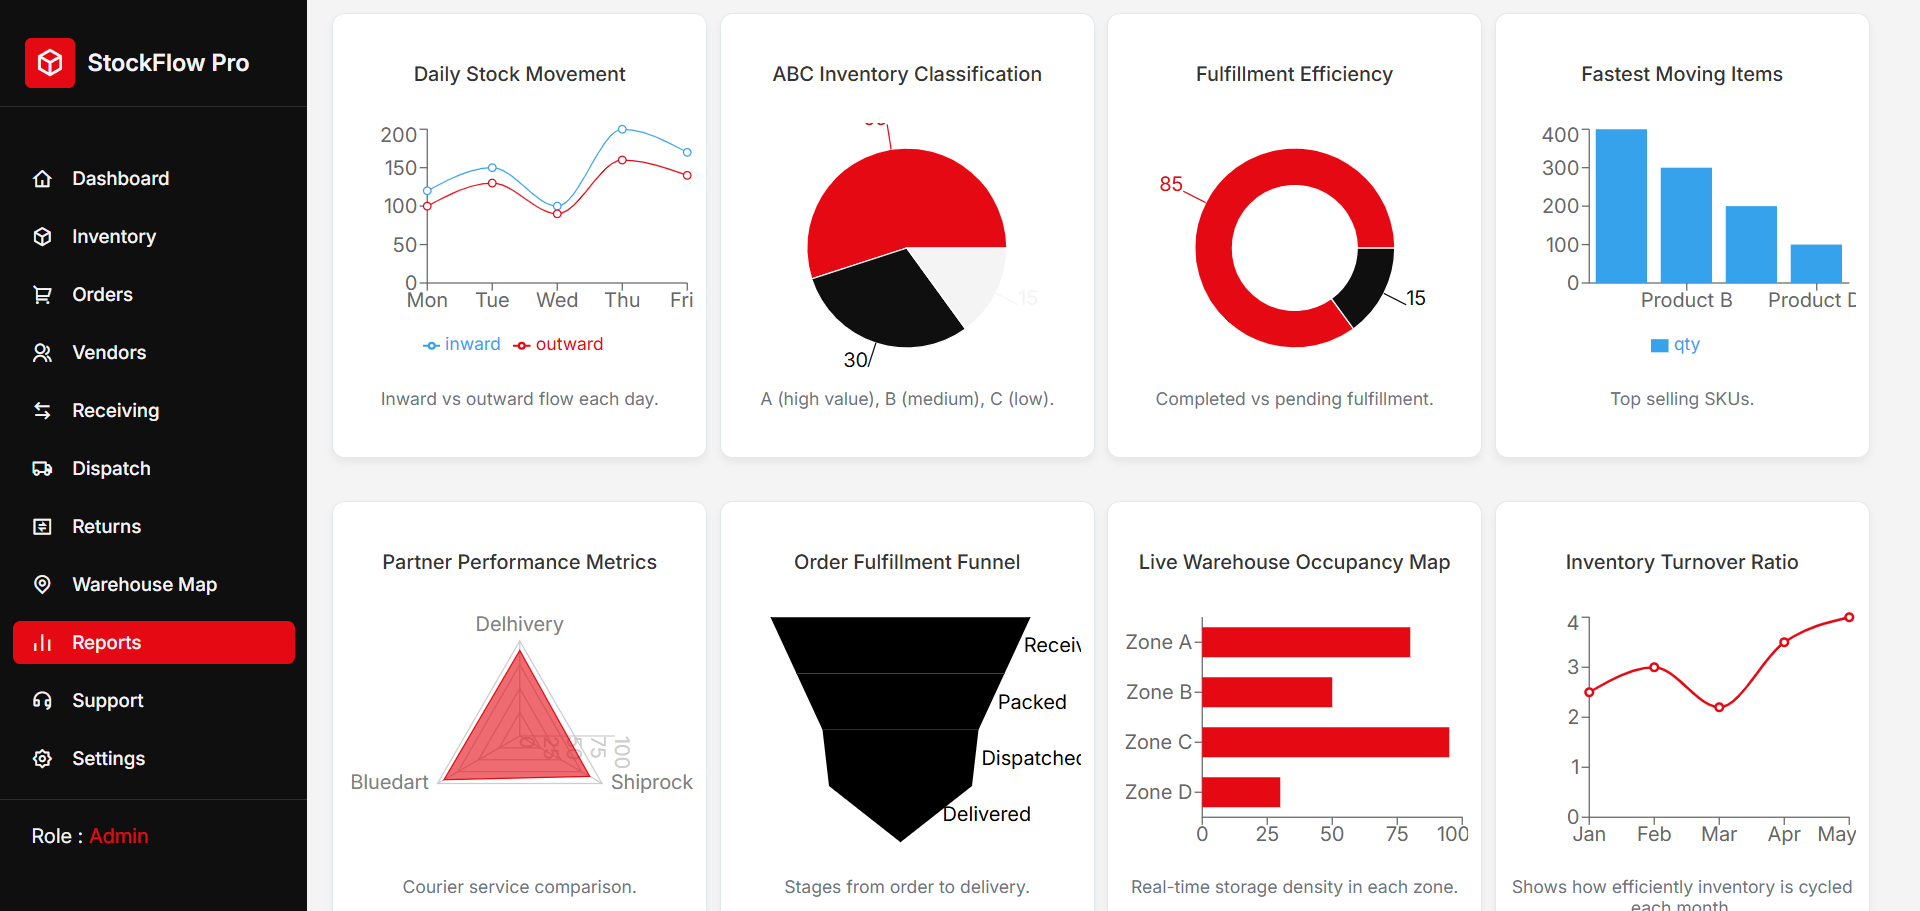 StockFlow Pro
Dashboard
Inventory
Orders
Vendors
Receiving
Dispatch
Returns
Warehouse Map
Reports
Support
Settings
Role : Admin
Daily Stock Movement
200
150
100
50
0
Mon Tue Wed Thu Fri
inward outward
Inward vs outward flow each day.
ABC Inventory Classification
15
30
A (high value), B (medium), C (low).
Fulfillment Efficiency
85
15
Completed vs pending fulfillment.
Fastest Moving Items
400
300
200
100
0
Product B Product D
qty
Top selling SKUs.
Partner Performance Metrics
Delhivery
0 25 50 75 100
Bluedart Shiprock
Courier service comparison.
Order Fulfillment Funnel
Receiv
Packed
Dispatched
Delivered
Stages from order to delivery.
Live Warehouse Occupancy Map
Zone A
Zone B
Zone C
Zone D
0 25 50 75 100
Real-time storage density in each zone.
Inventory Turnover Ratio
4
3
2
1
0
Jan Feb Mar Apr May
Shows how efficiently inventory is cycled
each month.